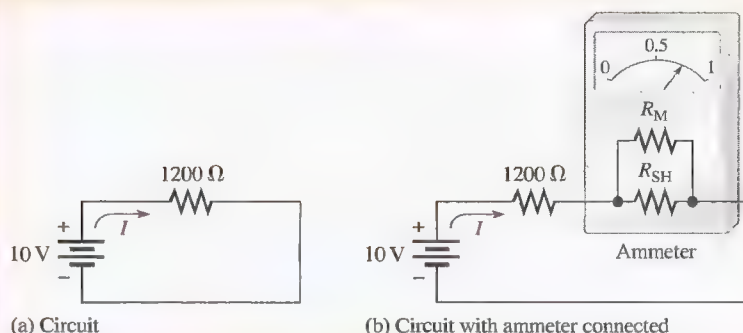 1200 Ω
+
I
10 V
−
(a) Circuit
0
0.5
1
R_M
1200 Ω
R_SH
+
I
10 V
−
Ammeter
(b) Circuit with ammeter connected